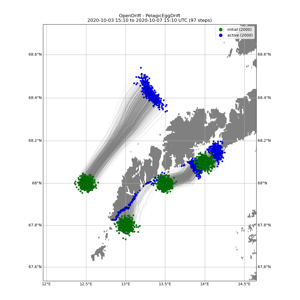 OpenDrift - PelagicEggDrift
2020-10-03 15:10 to 2020-10-07 15:10 UTC (97 steps)
initial (2000)
active (2000)
68.6°N
68.4°N
68.2°N
68°N
67.8°N
67.6°N
12°E
12.5°E
13°E
13.5°E
14°E
14.5°E